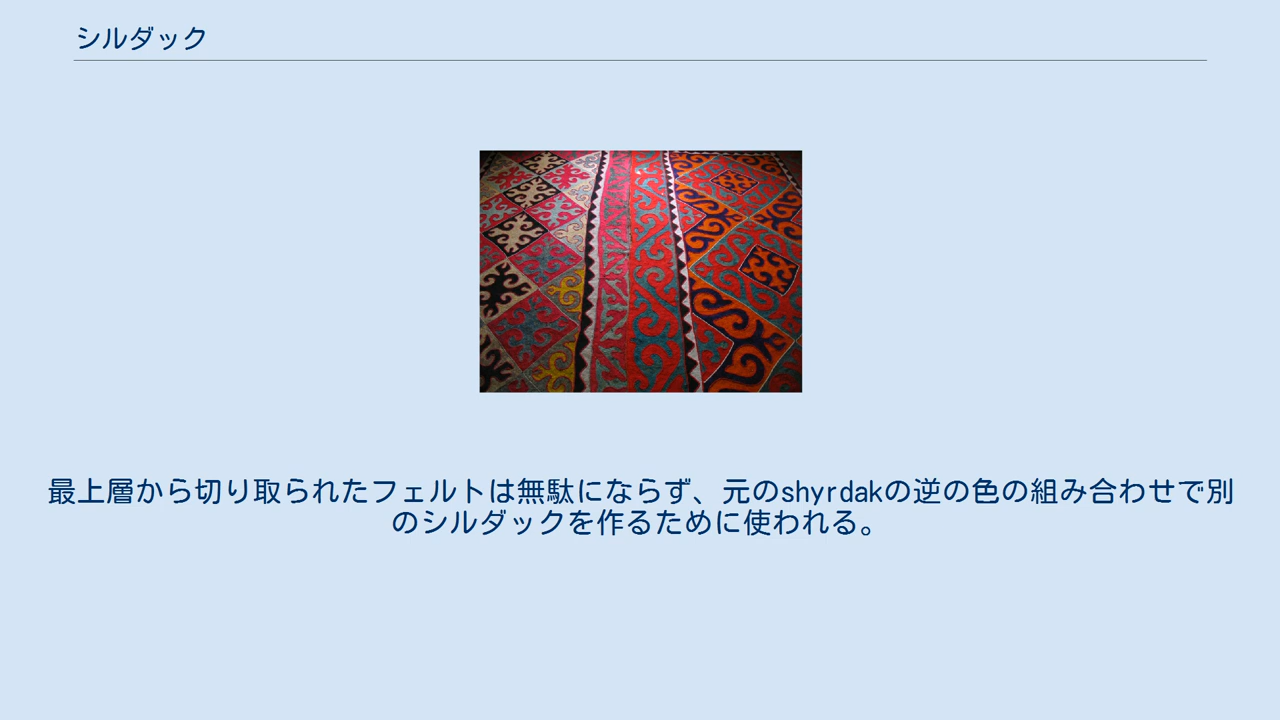 シルダック
最上層から切り取られたフェルトは無駄にならず、元のshyrdakの逆の色の組み合わせで別
のシルダックを作るために使われる。